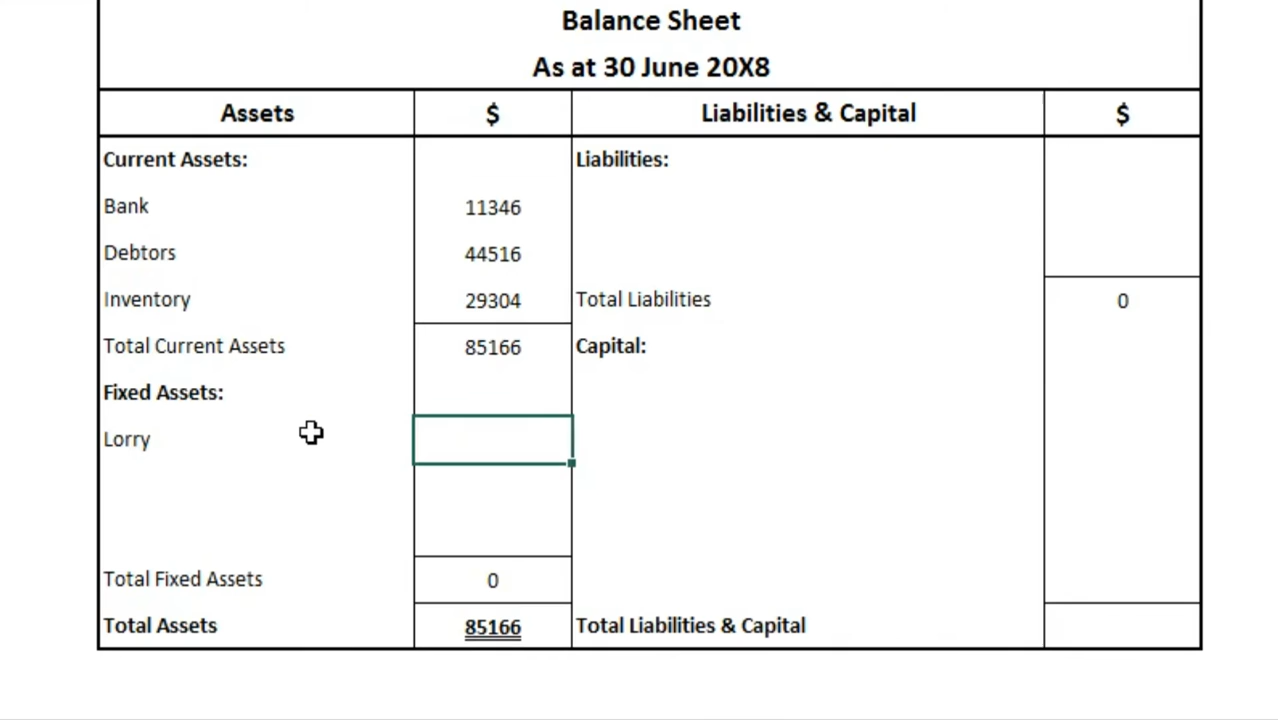 Balance Sheet
As at 30 June 20X8
Assets $ Liabilities & Capital $
Current Assets: Liabilities:
Bank 11346
Debtors 44516
Inventory 29304 Total Liabilities 0
Total Current Assets 85166 Capital:
Fixed Assets:
Lorry
Total Fixed Assets 0
Total Assets 85166 Total Liabilities & Capital